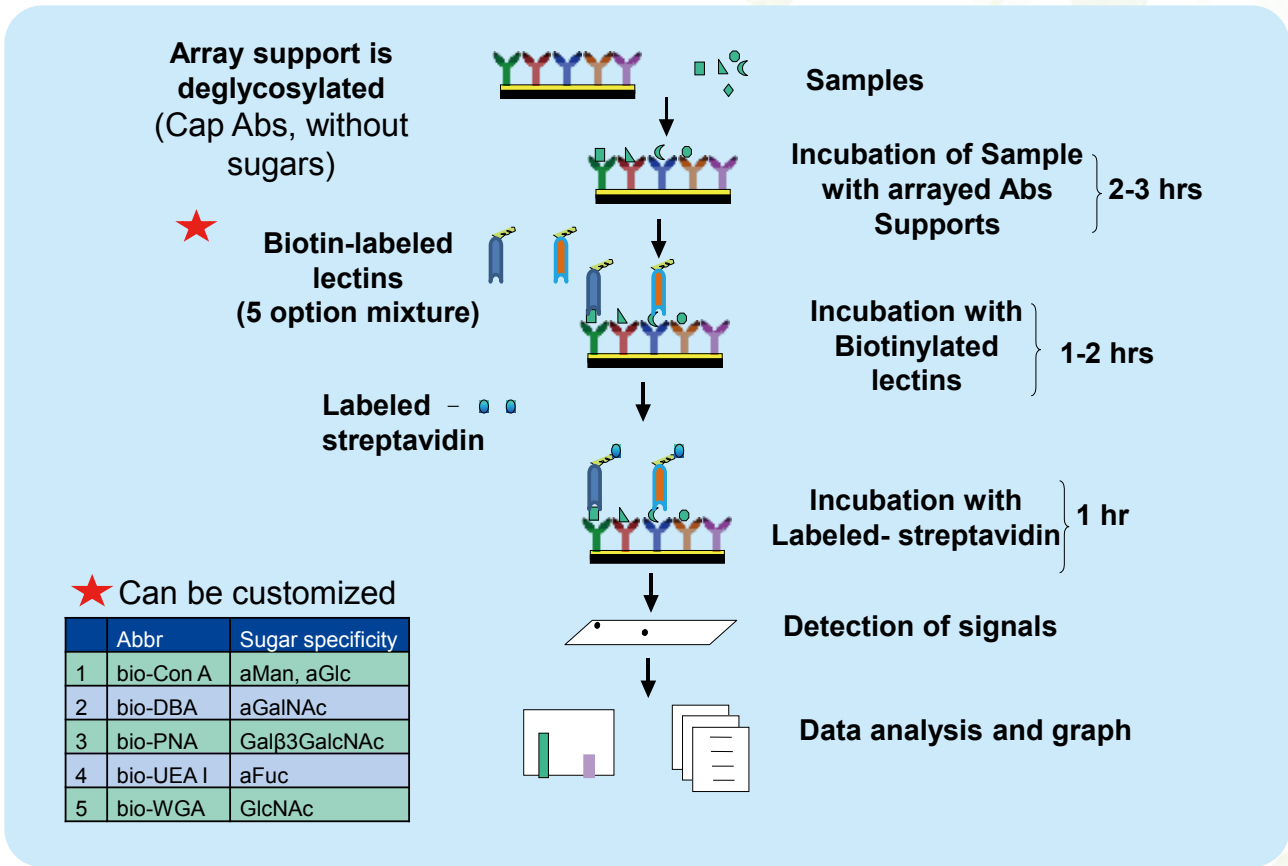 Array support is
deglycosylated
(Cap Abs, without
sugars)
Samples
Incubation of Sample
with arrayed Abs
Supports
2-3 hrs
Biotin-labeled
lectins
(5 option mixture)
Incubation with
Biotinylated
lectins
1-2 hrs
Labeled –
streptavidin
Incubation with
Labeled- streptavidin
1 hr
Detection of signals
Data analysis and graph
Can be customized
Abbr Sugar specificity
1 bio-Con A aMan, aGlc
2 bio-DBA aGalNAc
3 bio-PNA Galβ3GalcNAc
4 bio-UEA I aFuc
5 bio-WGA GlcNAc